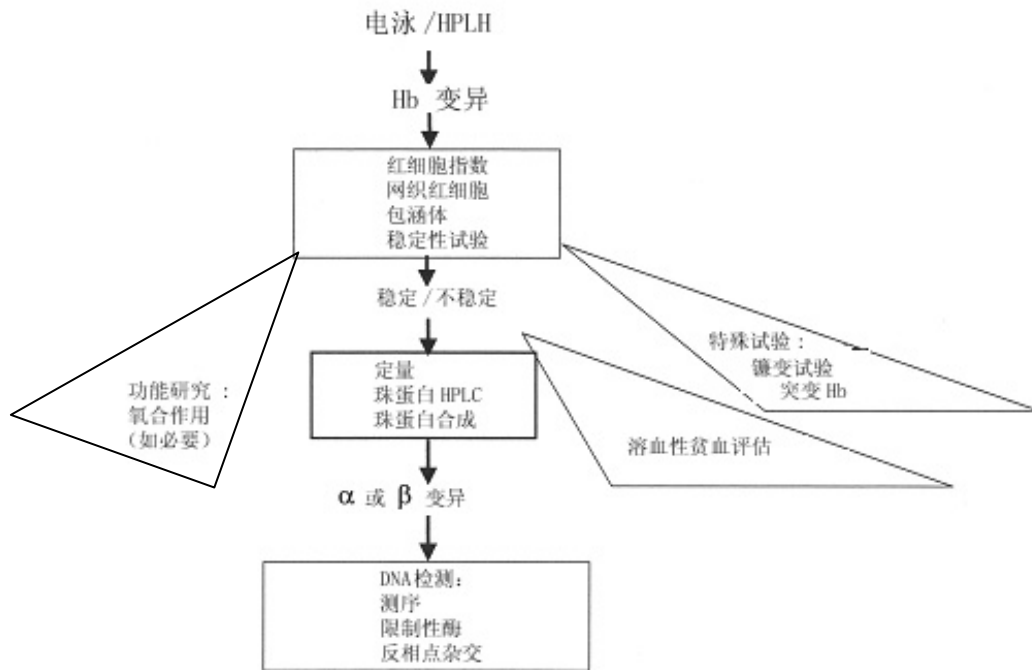 电泳/HPLH
Hb 变异
红细胞指数
网织红细胞
包涵体
稳定性试验
稳定/不稳定
特殊试验：
镰变试验
突变 Hb
功能研究：
氧合作用
(如必要)
定量
珠蛋白 HPLC
珠蛋白合成
溶血性贫血评估
α 或 β 变异
DNA检测：
测序
限制性酶
反相点杂交